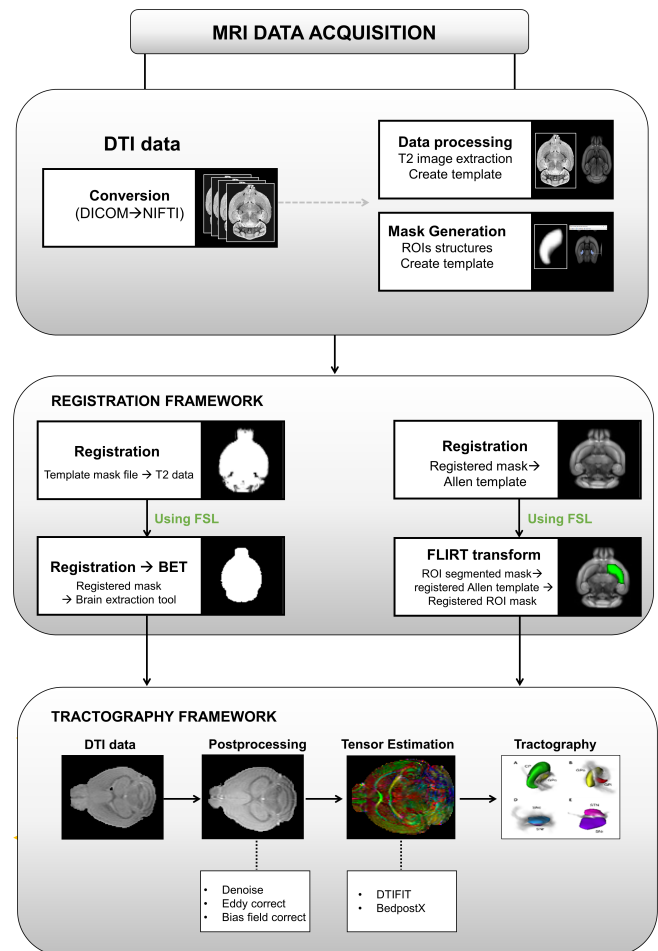 MRI DATA ACQUISITION
DTI data
Conversion
(DICOM→NIFTI)
Data processing
T2 image extraction
Create template
Mask Generation
ROIs structures
Create template
REGISTRATION FRAMEWORK
Registration
Template mask file → T2 data
Using FSL
Registration → BET
Registered mask
→ Brain extraction tool
Registration
Registered mask→
Allen template
Using FSL
FLIRT transform
ROI segmented mask→
registered Allen template →
Registered ROI mask
TRACTOGRAPHY FRAMEWORK
DTI data
Postprocessing
Tensor Estimation
Tractography
A
B
D
E
• Denoise
• Eddy correct
• Bias field correct
• DTIFIT
• BedpostX